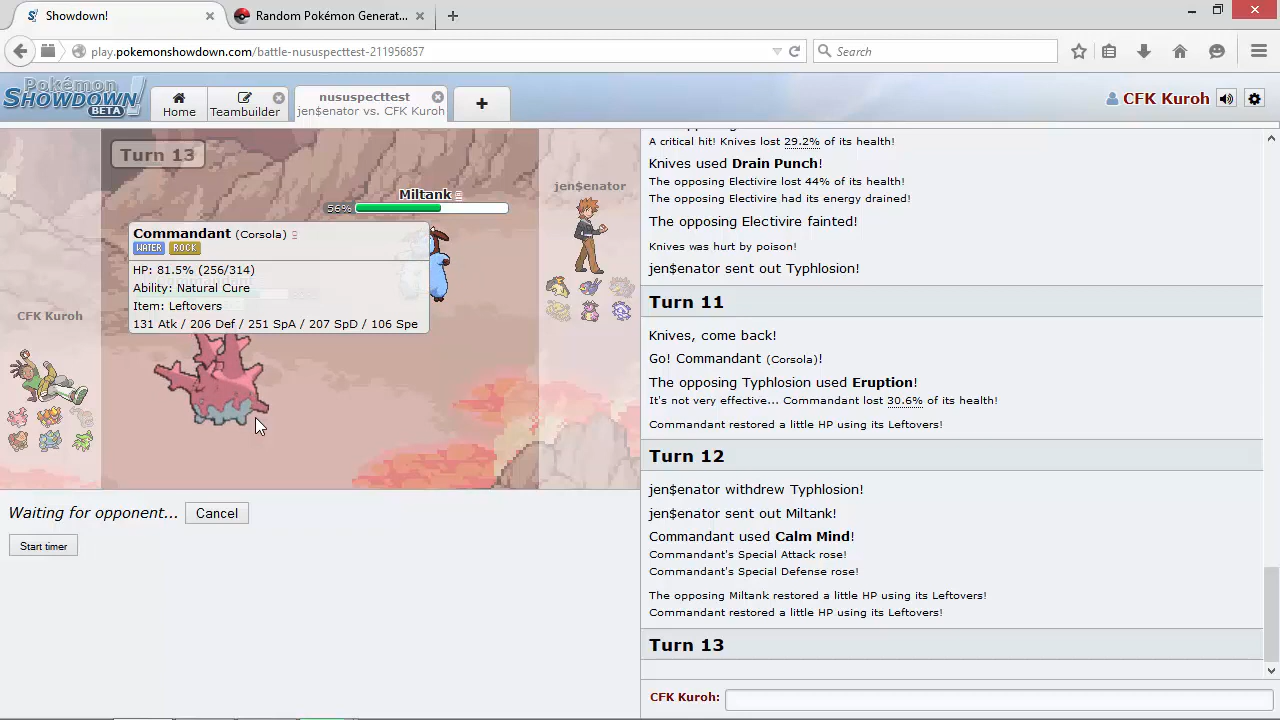 Showdown!
Random Pokémon Generat...
play.pokemonshowdown.com/battle-nususpecttest-211956857
Search
Pokémon
SHOWDOWN!
BETA
Home
Teambuilder
nususpecttest
jen$enator vs. CFK Kuroh
CFK Kuroh
Turn 13
Miltank
56%
jen$enator
CFK Kuroh
Commandant (Corsola)
WATER ROCK
HP: 81.5% (256/314)
Ability: Natural Cure
Item: Leftovers
131 Atk / 206 Def / 251 SpA / 207 SpD / 106 Spe
Waiting for opponent... Cancel
Start timer
A critical hit! Knives lost 29.2% of its health!
Knives used Drain Punch!
The opposing Electivire lost 44% of its health!
The opposing Electivire had its energy drained!
The opposing Electivire fainted!
Knives was hurt by poison!
jen$enator sent out Typhlosion!
Turn 11
Knives, come back!
Go! Commandant (Corsola)!
The opposing Typhlosion used Eruption!
It's not very effective... Commandant lost 30.6% of its health!
Commandant restored a little HP using its Leftovers!
Turn 12
jen$enator withdrew Typhlosion!
jen$enator sent out Miltank!
Commandant used Calm Mind!
Commandant's Special Attack rose!
Commandant's Special Defense rose!
The opposing Miltank restored a little HP using its Leftovers!
Commandant restored a little HP using its Leftovers!
Turn 13
CFK Kuroh: